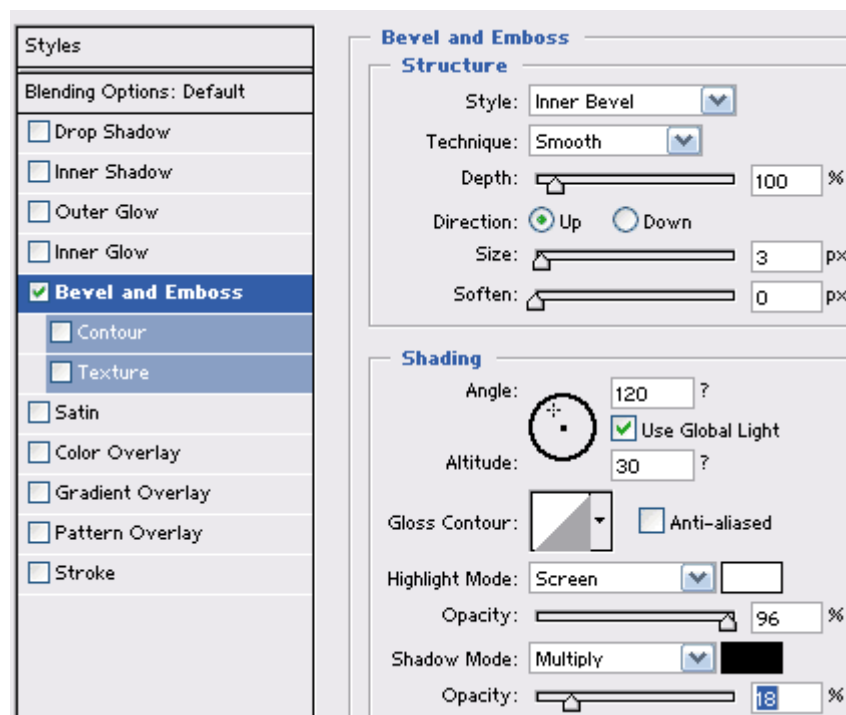 Styles
Blending Options: Default
Drop Shadow
Inner Shadow
Outer Glow
Inner Glow
Bevel and Emboss
Contour
Texture
Satin
Color Overlay
Gradient Overlay
Pattern Overlay
Stroke
Bevel and Emboss
Structure
Style: Inner Bevel
Technique: Smooth
Depth: 100 %
Direction: Up Down
Size: 3 px
Soften: 0 px
Shading
Angle: 120 ?
Use Global Light
Altitude: 30 ?
Gloss Contour: Anti-aliased
Highlight Mode: Screen
Opacity: 96 %
Shadow Mode: Multiply
Opacity: 18 %